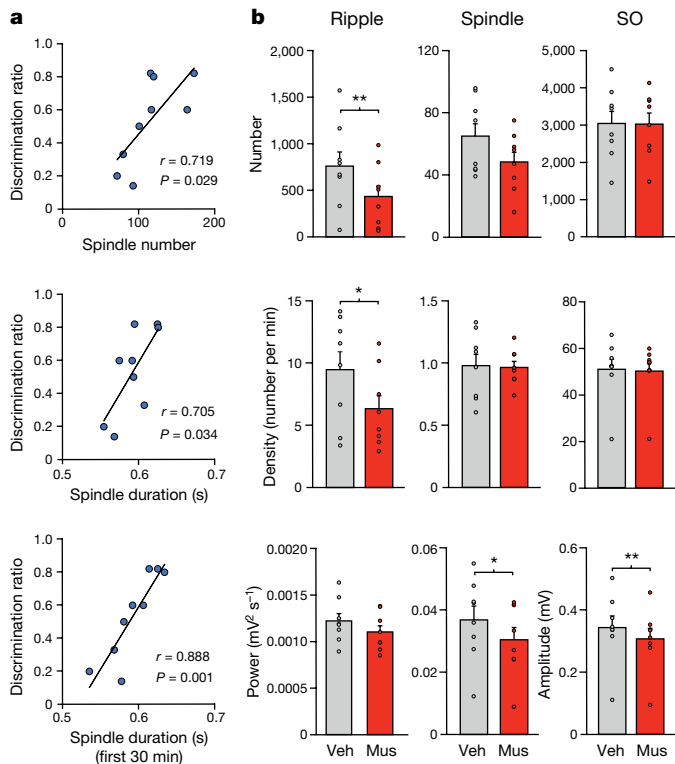 a
Discrimination ratio
1.0
0.8
0.6
0.4
0.2
0
r = 0.719
P = 0.029
0
100
200
Spindle number
Discrimination ratio
1.0
0.8
0.6
0.4
0.2
0
r = 0.705
P = 0.034
0.5
0.6
0.7
Spindle duration (s)
Discrimination ratio
1.0
0.8
0.6
0.4
0.2
0
r = 0.888
P = 0.001
0.5
0.6
0.7
Spindle duration (s)
(first 30 min)
b
Ripple
Spindle
SO
Number
2,000
1,500
1,000
500
0
**
120
80
40
0
5,000
4,000
3,000
2,000
1,000
0
Density (number per min)
15
10
5
0
*
1.5
1.0
0.5
0
80
60
40
20
0
Power (mV² s⁻¹)
0.0020
0.0015
0.0010
0.0005
0
Veh Mus
0.06
0.04
0.02
0
*
Veh Mus
Amplitude (mV)
0.6
0.4
0.2
0
**
Veh Mus